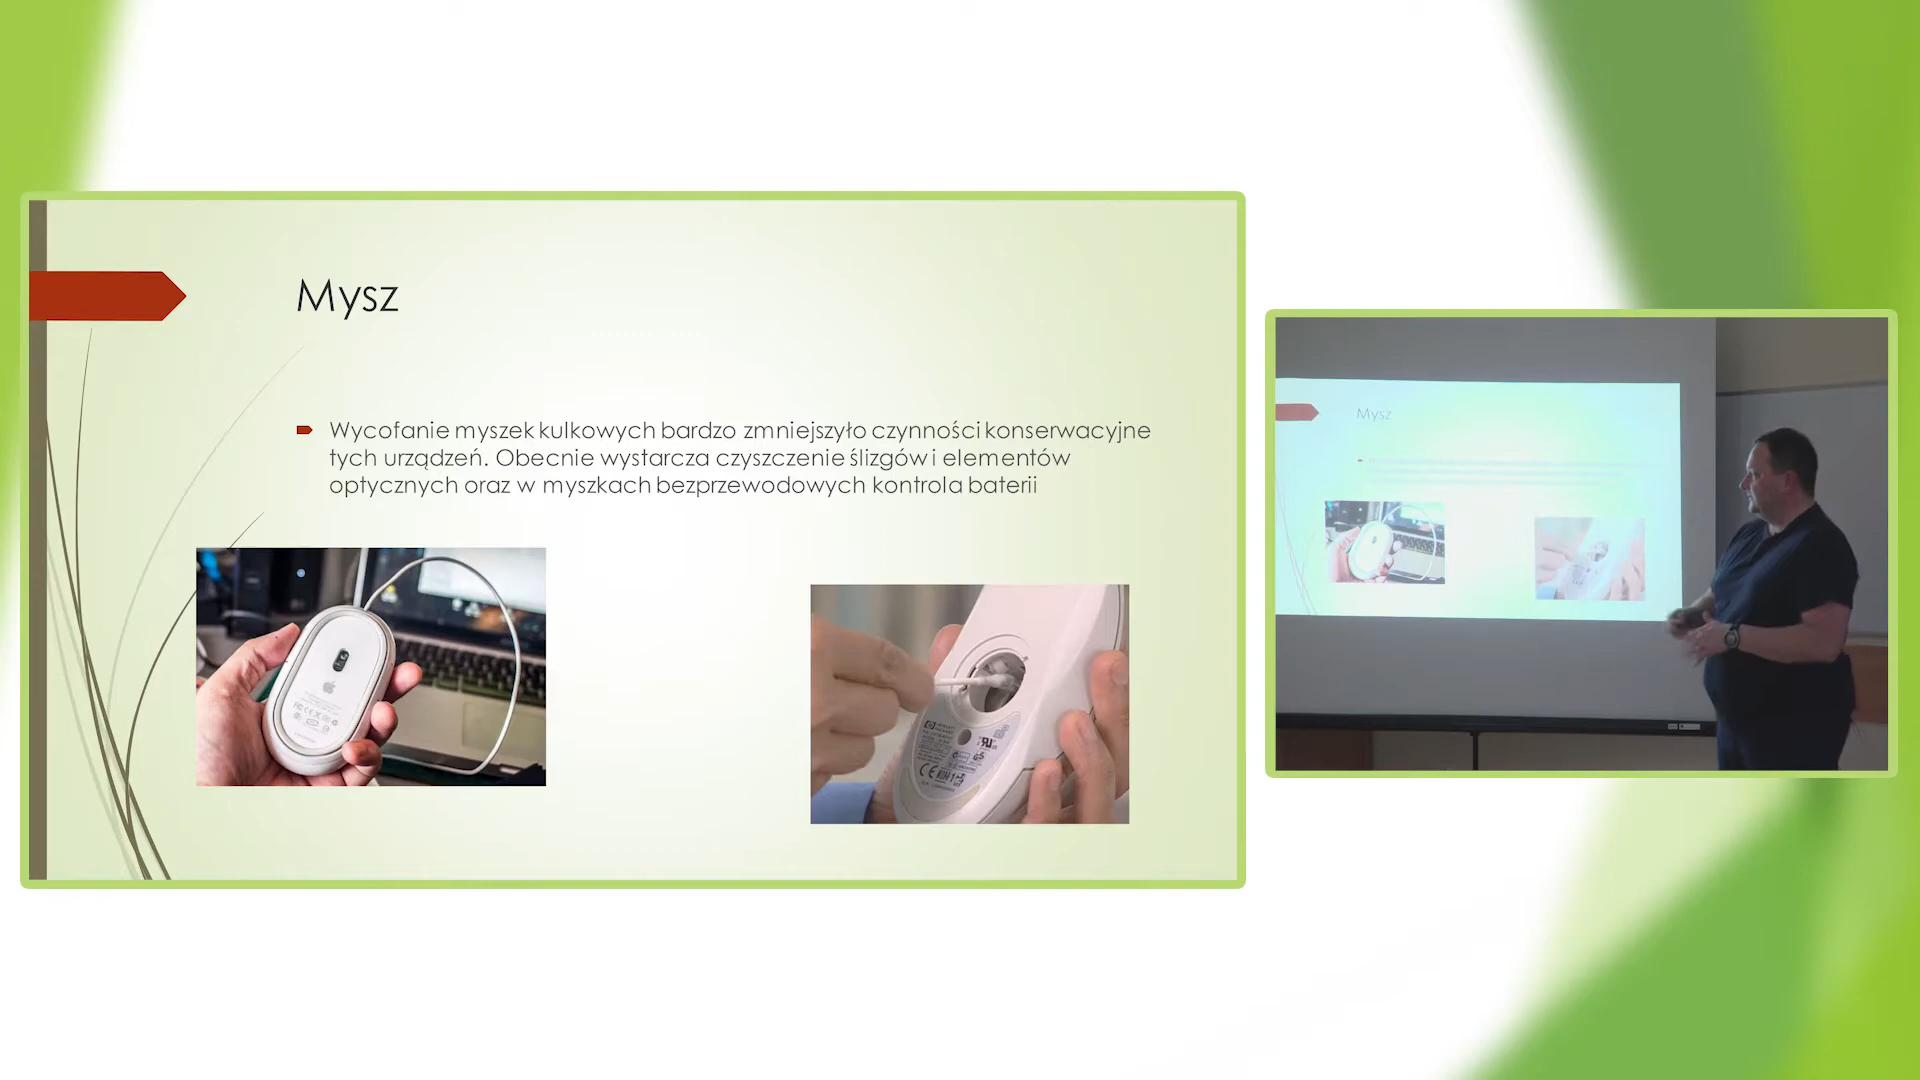 Mysz
Wycofanie myszek kulkowych bardzo zmniejszyło czynności konserwacyjne
tych urządzeń. Obecnie wystarcza czyszczenie ślizgów i elementów
optycznych oraz w myszkach bezprzewodowych kontrola baterii
Mysz